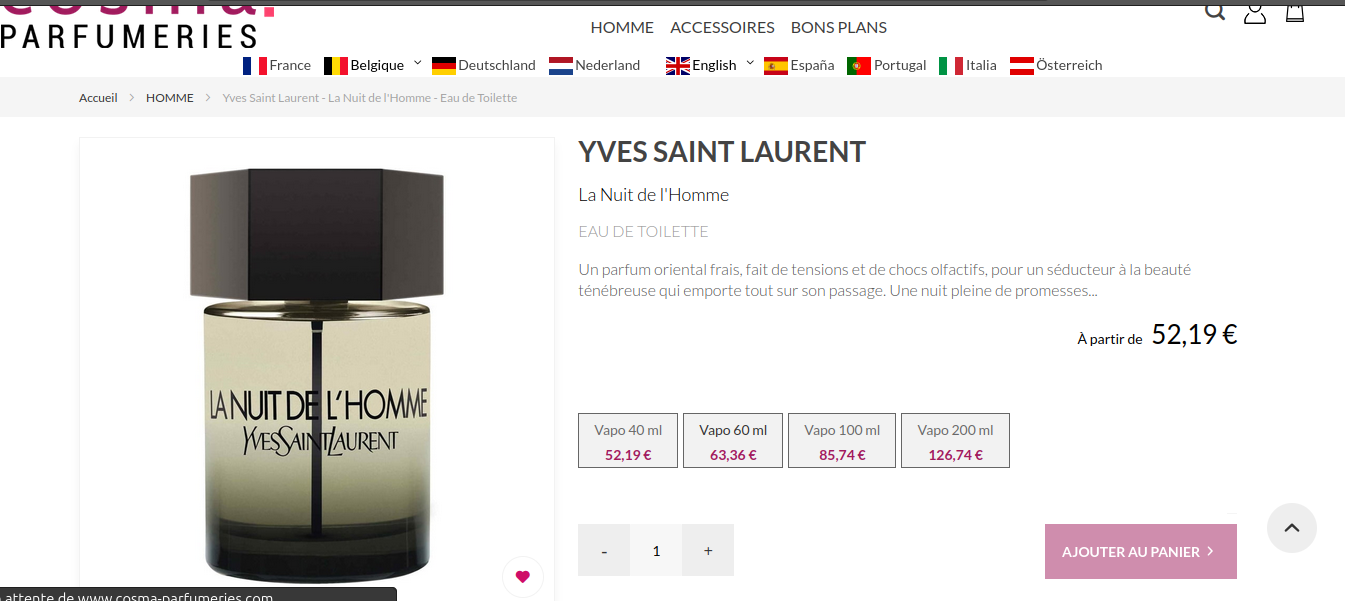 cosma.
PARFUMERIES
HOMME ACCESSOIRES BONS PLANS
France Belgique Deutschland Nederland English España Portugal Italia Österreich
Accueil > HOMME > Yves Saint Laurent - La Nuit de l'Homme - Eau de Toilette
YVES SAINT LAURENT
La Nuit de l'Homme
EAU DE TOILETTE
Un parfum oriental frais, fait de tensions et de chocs olfactifs, pour un séducteur à la beauté
ténébreuse qui emporte tout sur son passage. Une nuit pleine de promesses...
À partir de 52,19 €
LA NUIT DE L'HOMME
YVESSAINTLAURENT
Vapo 40 ml
52,19 €
Vapo 60 ml
63,36 €
Vapo 100 ml
85,74 €
Vapo 200 ml
126,74 €
- 1 +
AJOUTER AU PANIER >
attente de www.cosma-parfumeries.com